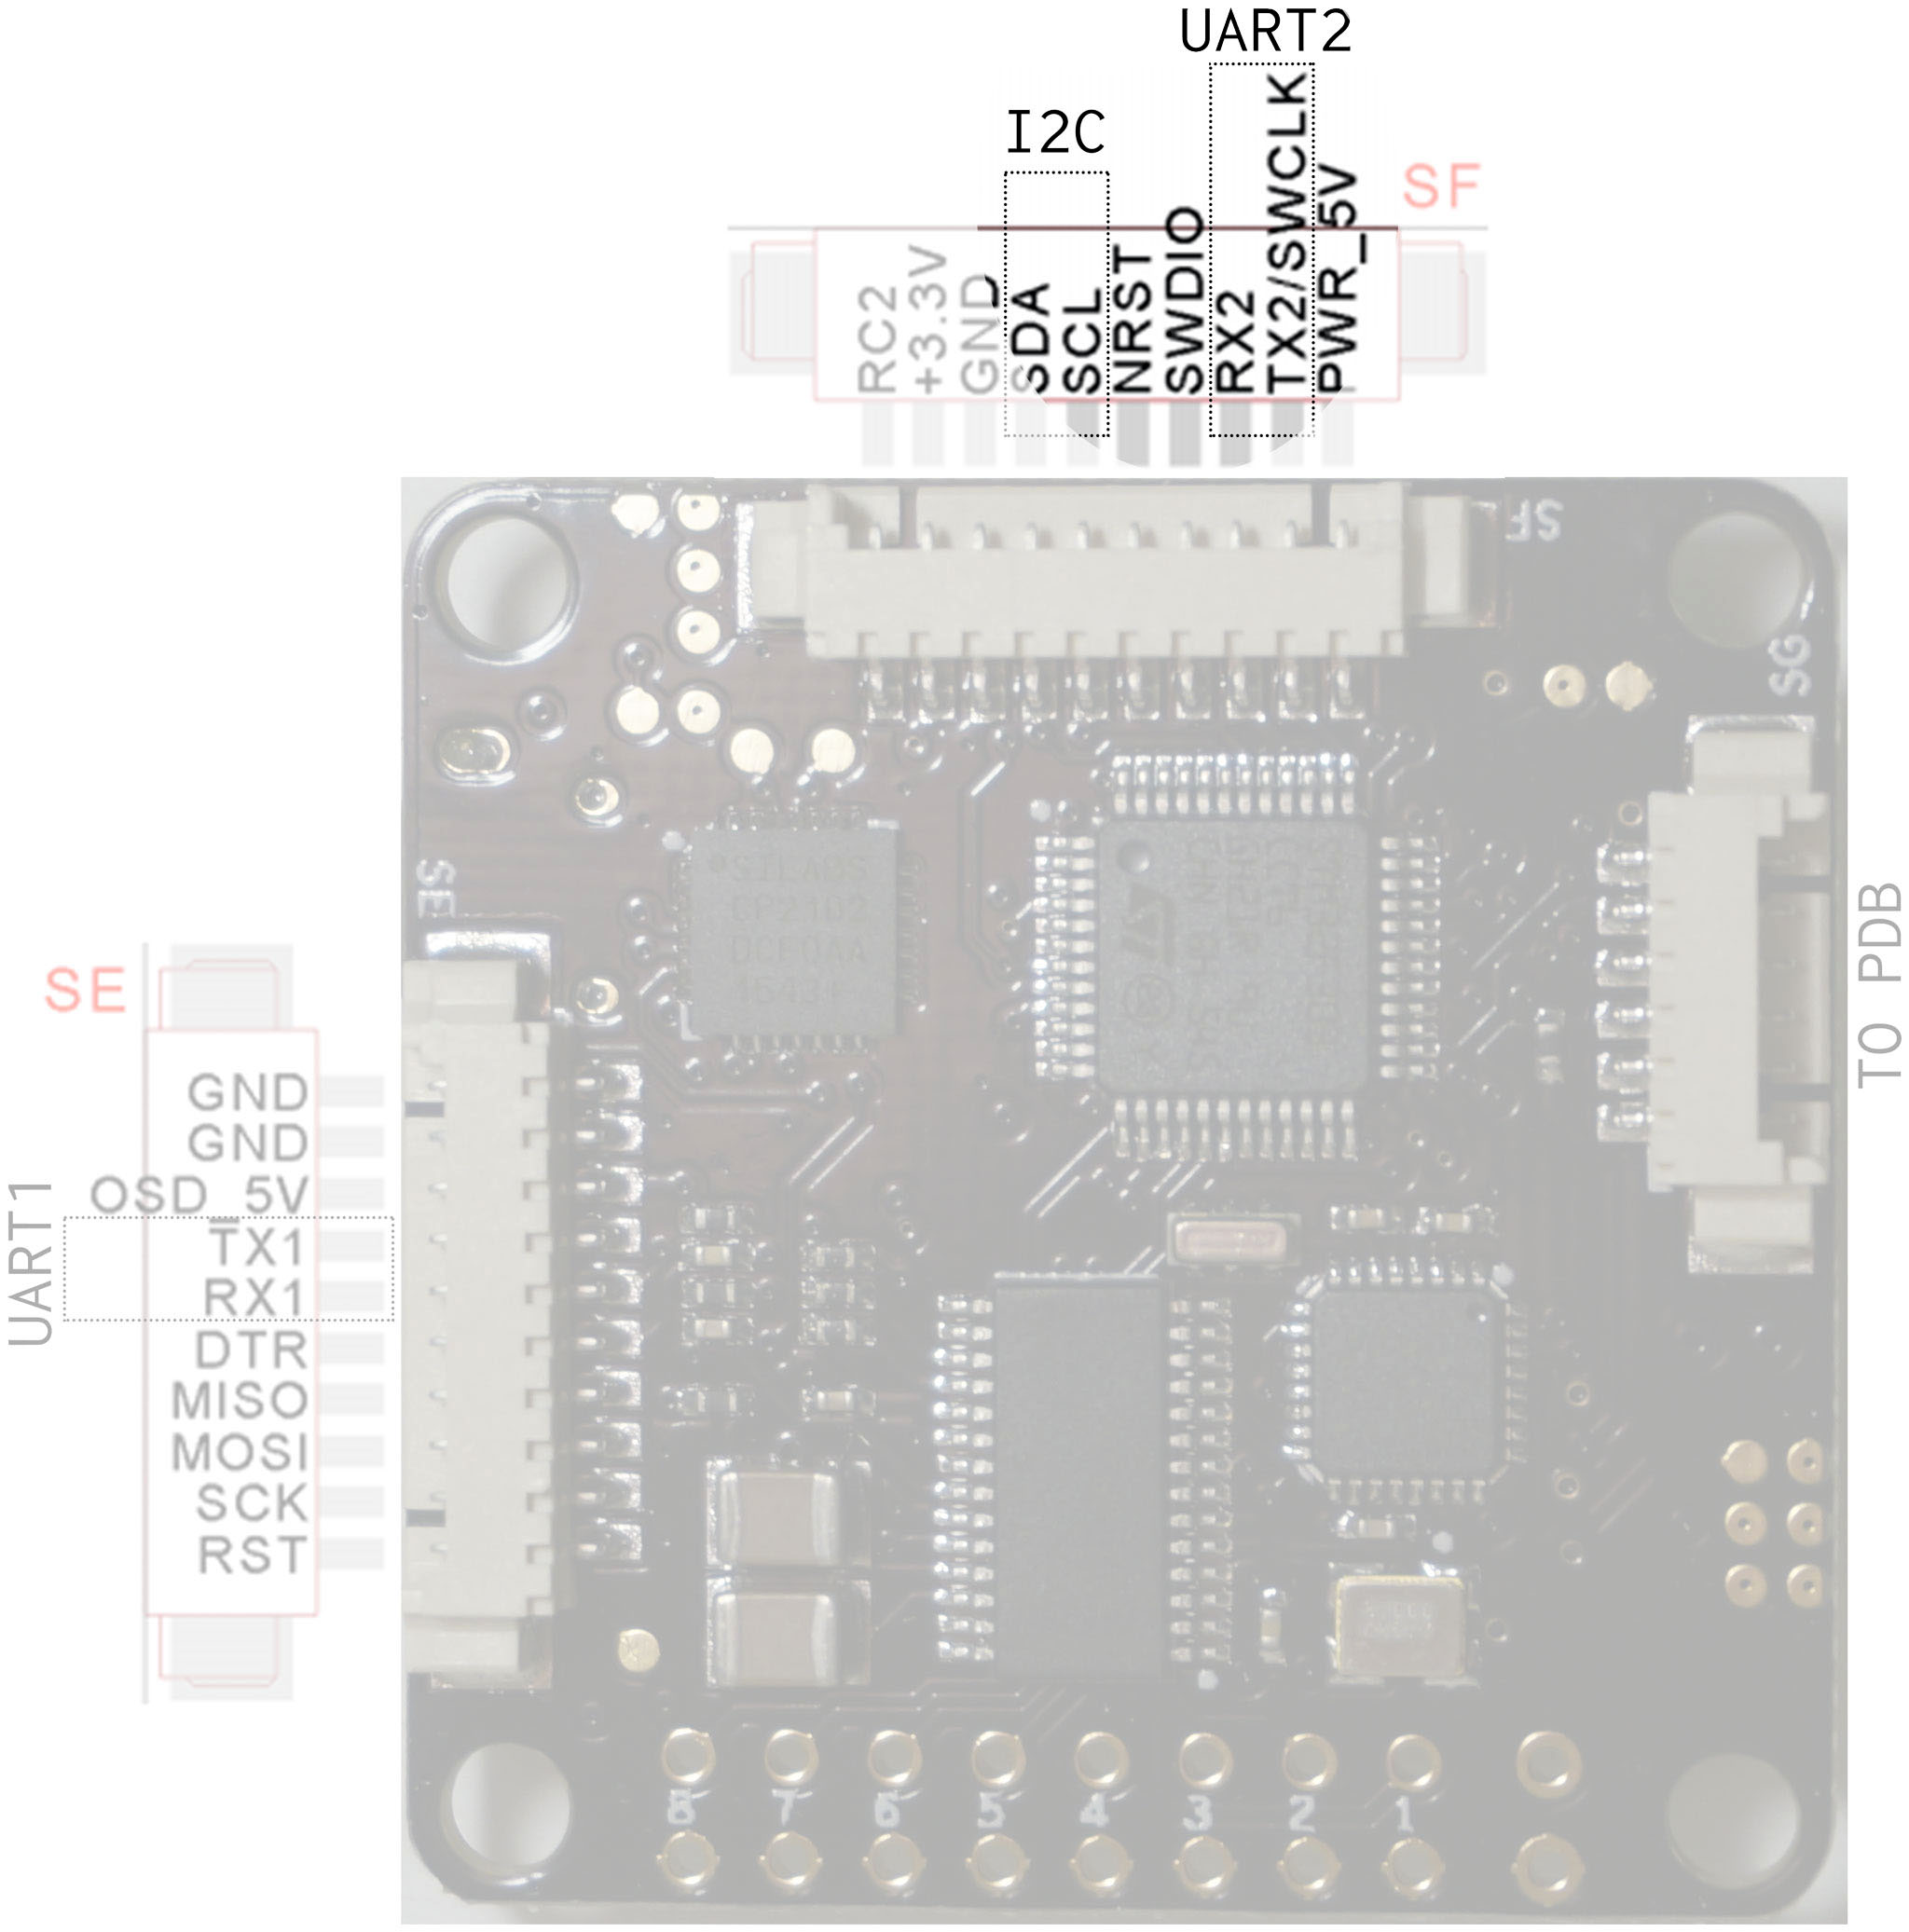 UART2
I2C
SF
RC2
+3.3V
GND
SDA
SCL
NRST
SWDIO
RX2
TX2/SWCLK
PWR_5V
SF
SG
SE
SILABS
CP2102
TO PDB
SE
GND
GND
OSD_5V
TX1
RX1
DTR
MISO
MOSI
SCK
RST
UART1
8 7 6 5 4 3 2 1